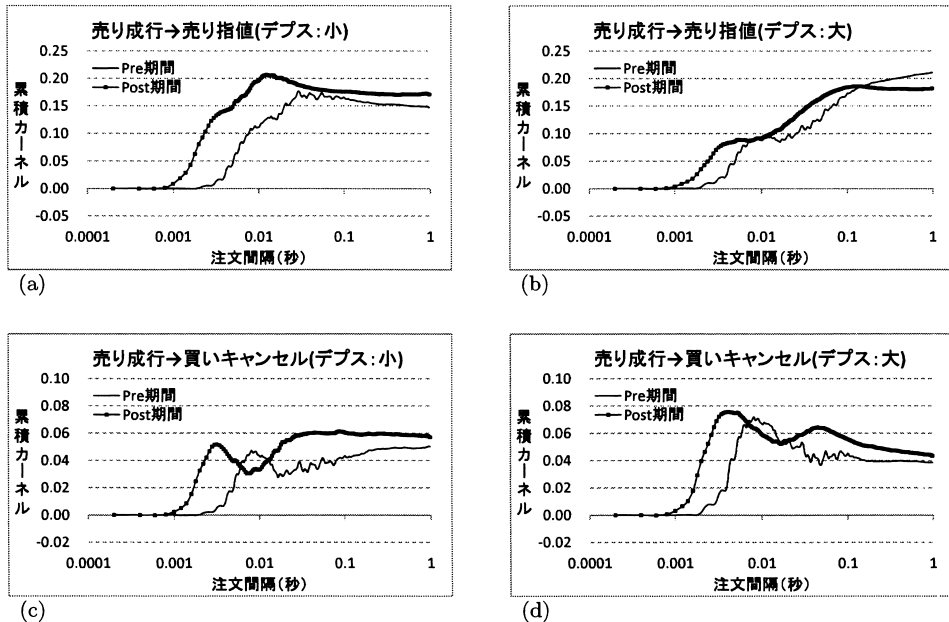 売り成行→売り指値(デプス:小)
0.25
0.20
0.15
0.10
0.05
0.00
-0.05
累積カーネル
Pre期間
Post期間
0.0001 0.001 0.01 0.1 1
注文間隔(秒)
(a)
売り成行→売り指値(デプス:大)
0.25
0.20
0.15
0.10
0.05
0.00
-0.05
累積カーネル
Pre期間
Post期間
0.0001 0.001 0.01 0.1 1
注文間隔(秒)
(b)
売り成行→買いキャンセル(デプス:小)
0.10
0.08
0.06
0.04
0.02
0.00
-0.02
累積カーネル
Pre期間
Post期間
0.0001 0.001 0.01 0.1 1
注文間隔(秒)
(c)
売り成行→買いキャンセル(デプス:大)
0.10
0.08
0.06
0.04
0.02
0.00
-0.02
累積カーネル
Pre期間
Post期間
0.0001 0.001 0.01 0.1 1
注文間隔(秒)
(d)